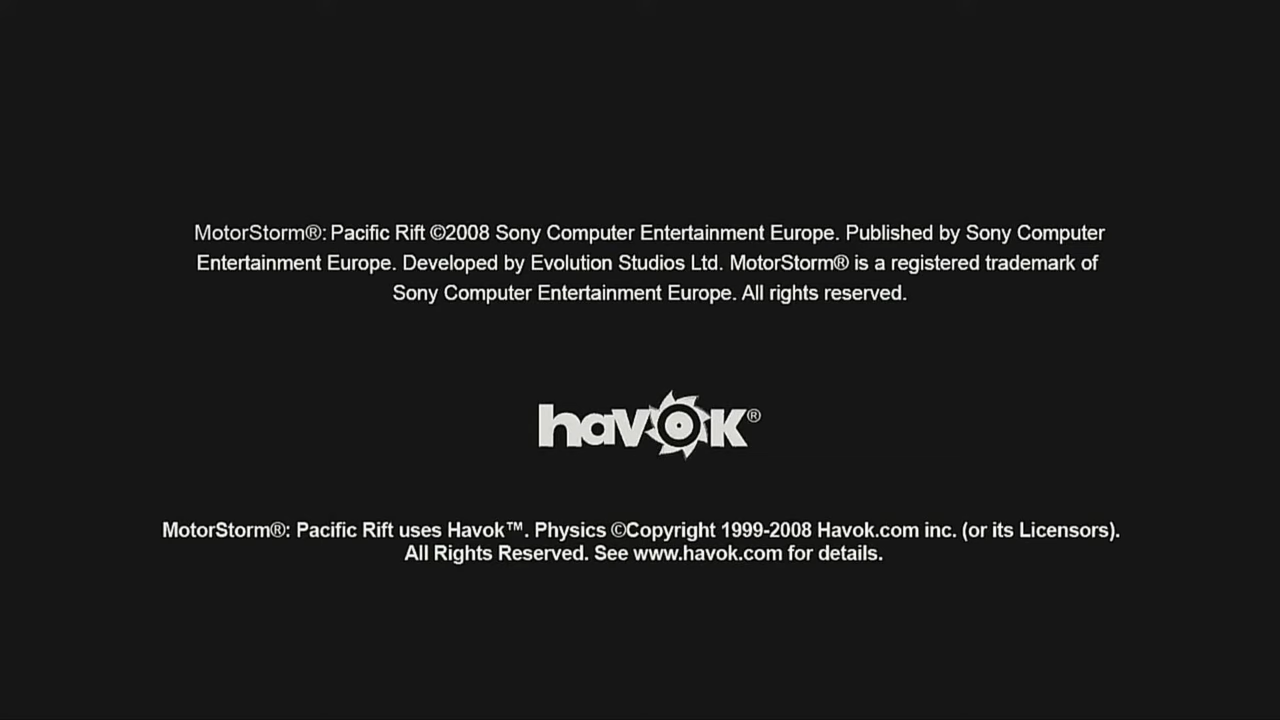 MotorStorm®: Pacific Rift ©2008 Sony Computer Entertainment Europe. Published by Sony Computer
Entertainment Europe. Developed by Evolution Studios Ltd. MotorStorm® is a registered trademark of
Sony Computer Entertainment Europe. All rights reserved.
havok®
MotorStorm®: Pacific Rift uses Havok™. Physics ©Copyright 1999-2008 Havok.com inc. (or its Licensors).
All Rights Reserved. See www.havok.com for details.